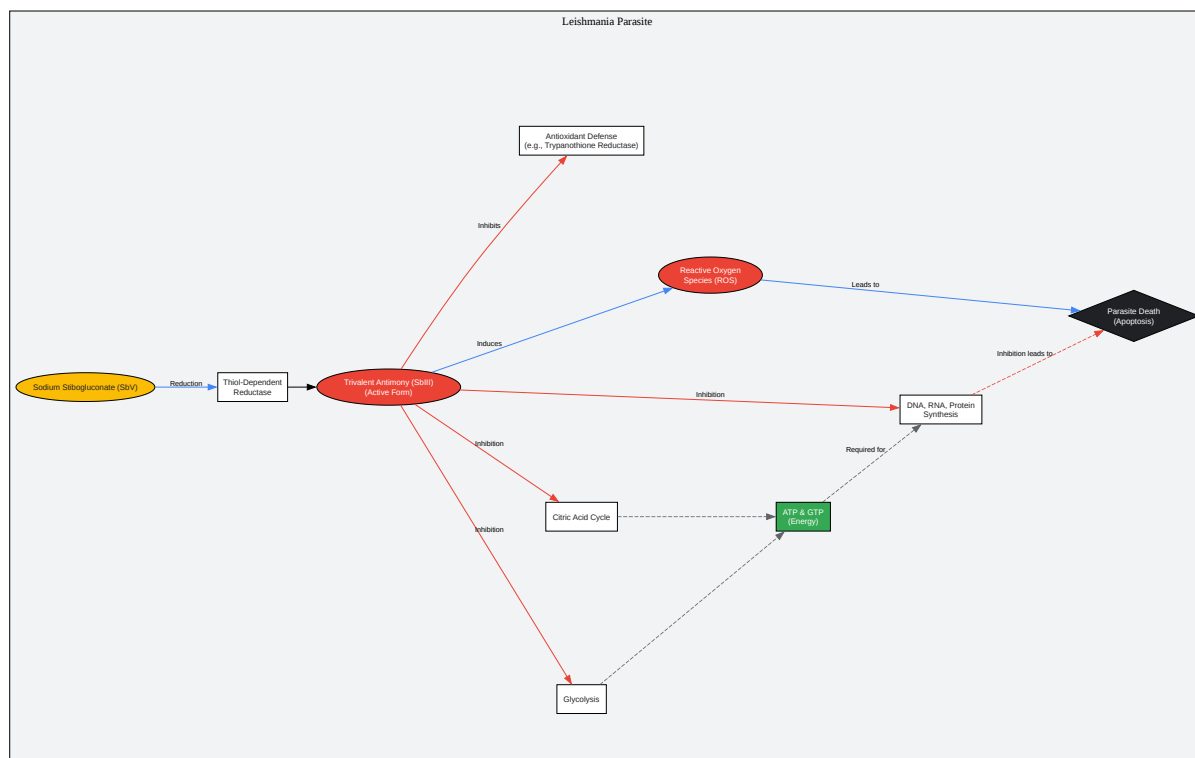 Leishmania Parasite
Antioxidant Defense
(e.g., Trypanothione Reductase)
Inhibits
Reactive Oxygen
Species (ROS)
Leads to
Parasite Death
(Apoptosis)
Induces
Inhibition leads to
Sodium Stibogluconate (SbV)
Reduction
Thiol-Dependent
Reductase
Trivalent Antimony (SbIII)
(Active Form)
Inhibition
DNA, RNA, Protein
Synthesis
Inhibition
Required for
Citric Acid Cycle
ATP & GTP
(Energy)
Inhibition
Glycolysis